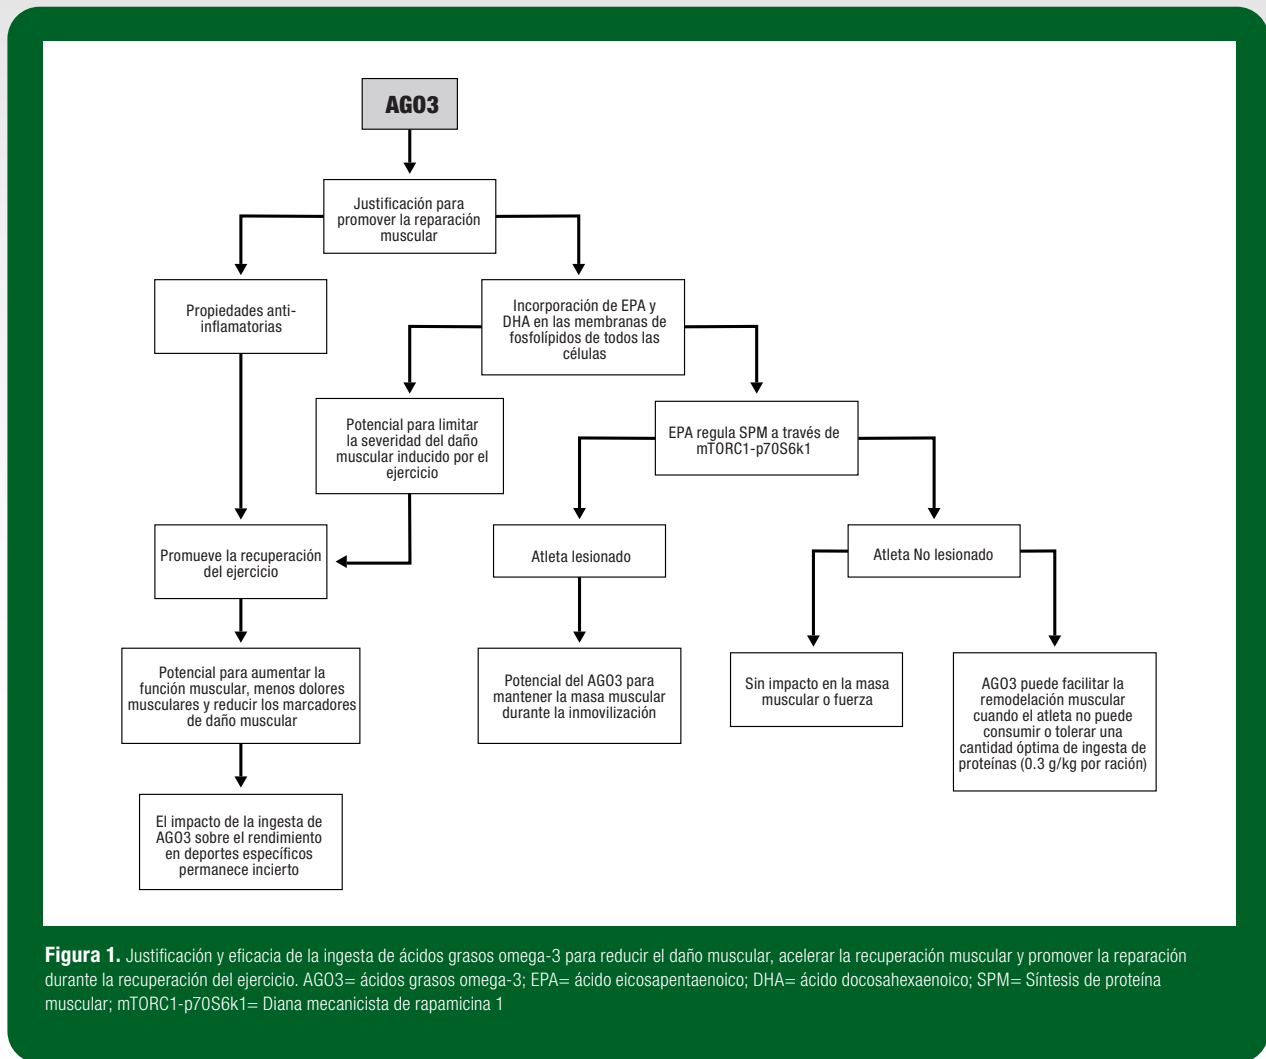 AGO3
Justificación para
promover la reparación
muscular
Propiedades anti-
inflamatorias
Incorporación de EPA y
DHA en las membranas de
fosfolípidos de todos las
células
Potencial para limitar
la severidad del daño
muscular inducido por el
ejercicio
EPA regula SPM a través de
mTORC1-p70S6k1
Promueve la recuperación
del ejercicio
Atleta lesionado
Atleta No lesionado
Potencial para aumentar la
función muscular, menos dolores
musculares y reducir los marcadores
de daño muscular
Potencial del AGO3 para
mantener la masa muscular
durante la inmovilización
Sin impacto en la masa
muscular o fuerza
AGO3 puede facilitar la
remodelación muscular
cuando el atleta no puede
consumir o tolerar una
cantidad óptima de ingesta de
proteínas (0.3 g/kg por ración)
El impacto de la ingesta de
AGO3 sobre el rendimiento
en deportes específicos
permanece incierto
Figura 1. Justificación y eficacia de la ingesta de ácidos grasos omega-3 para reducir el daño muscular, acelerar la recuperación muscular y promover la reparación
durante la recuperación del ejercicio. AGO3= ácidos grasos omega-3; EPA= ácido eicosapentaenoico; DHA= ácido docosahexaenoico; SPM= Síntesis de proteína
muscular; mTORC1-p70S6k1= Diana mecanicista de rapamicina 1